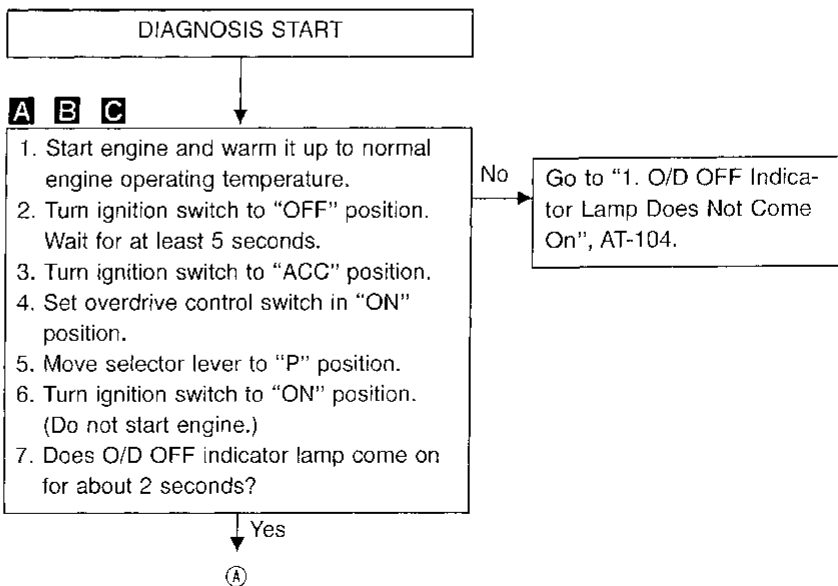 DIAGNOSIS START
A B C
1. Start engine and warm it up to normal
engine operating temperature.
2. Turn ignition switch to "OFF" position.
Wait for at least 5 seconds.
3. Turn ignition switch to "ACC" position.
4. Set overdrive control switch in "ON"
position.
5. Move selector lever to "P" position.
6. Turn ignition switch to "ON" position.
(Do not start engine.)
7. Does O/D OFF indicator lamp come on
for about 2 seconds?
No
Go to "1. O/D OFF Indica-
tor Lamp Does Not Come
On", AT-104.
Yes
Ⓐ